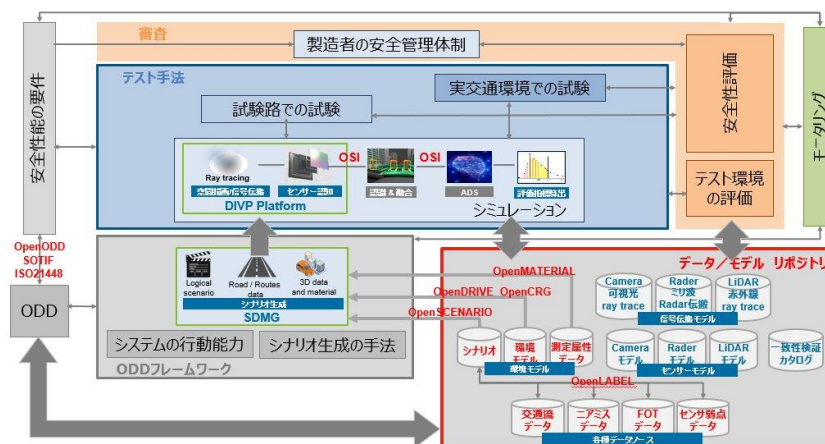 審査
製造者の安全管理体制
安全性能の要件
テスト手法
実交通環境での試験
試験路での試験
安全性評価
モータリング
Ray tracing
OSI
OSI
空間描画/信号伝搬
センサー認知
認識 & 融合
ADS
評価指標算出
DIVP Platform
シミュレーション
テスト環境
の評価
OpenODD
SOTIF
ISO21448
ODD
Logical
scenario
Road / Routes
data
3D data
and material
シナリオ生成
SDMG
システムの行動能力
シナリオ生成の手法
ODDフレームワーク
データ／モデル リポジトリ
OpenMATERIAL
OpenDRIVE OpenCRG
OpenSCENARIO
Camera
可視光
ray trace
Rader
ミリ波
Radar伝搬
LiDAR
赤外線
ray trace
信号伝搬モデル
シナリオ
環境
モデル
測定属性
データ
環境モデル
Camera
モデル
Rader
モデル
LiDAR
モデル
センサーモデル
一致性検証
カタログ
OpenLABEL
交通流
データ
ニアミス
データ
FOT
データ
センサ弱点
データ
各種データソース